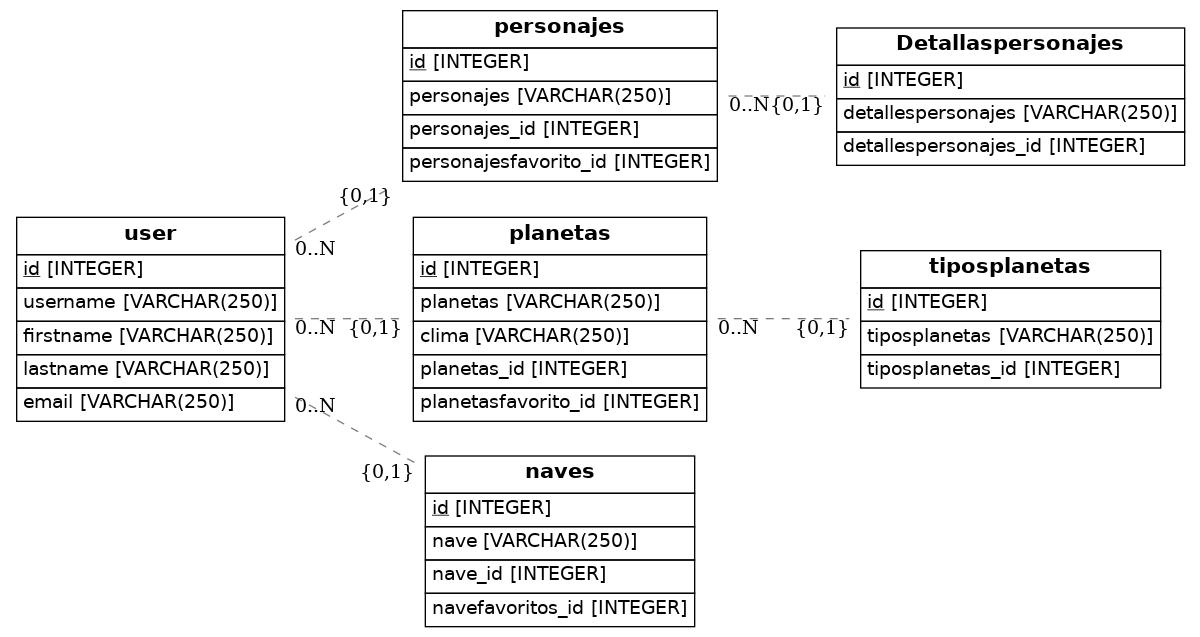 personajes
id [INTEGER]
personajes [VARCHAR(250)]
personajes_id [INTEGER]
personajesfavorito_id [INTEGER]
Detallaspersonajes
id [INTEGER]
detallespersonajes [VARCHAR(250)]
detallespersonajes_id [INTEGER]
0..N
{0,1}
{0,1}
0..N
user
id [INTEGER]
username [VARCHAR(250)]
firstname [VARCHAR(250)]
lastname [VARCHAR(250)]
email [VARCHAR(250)]
0..N
{0,1}
planetas
id [INTEGER]
planetas [VARCHAR(250)]
clima [VARCHAR(250)]
planetas_id [INTEGER]
planetasfavorito_id [INTEGER]
0..N
{0,1}
tiposplanetas
id [INTEGER]
tiposplanetas [VARCHAR(250)]
tiposplanetas_id [INTEGER]
0..N
{0,1}
naves
id [INTEGER]
nave [VARCHAR(250)]
nave_id [INTEGER]
navefavoritos_id [INTEGER]